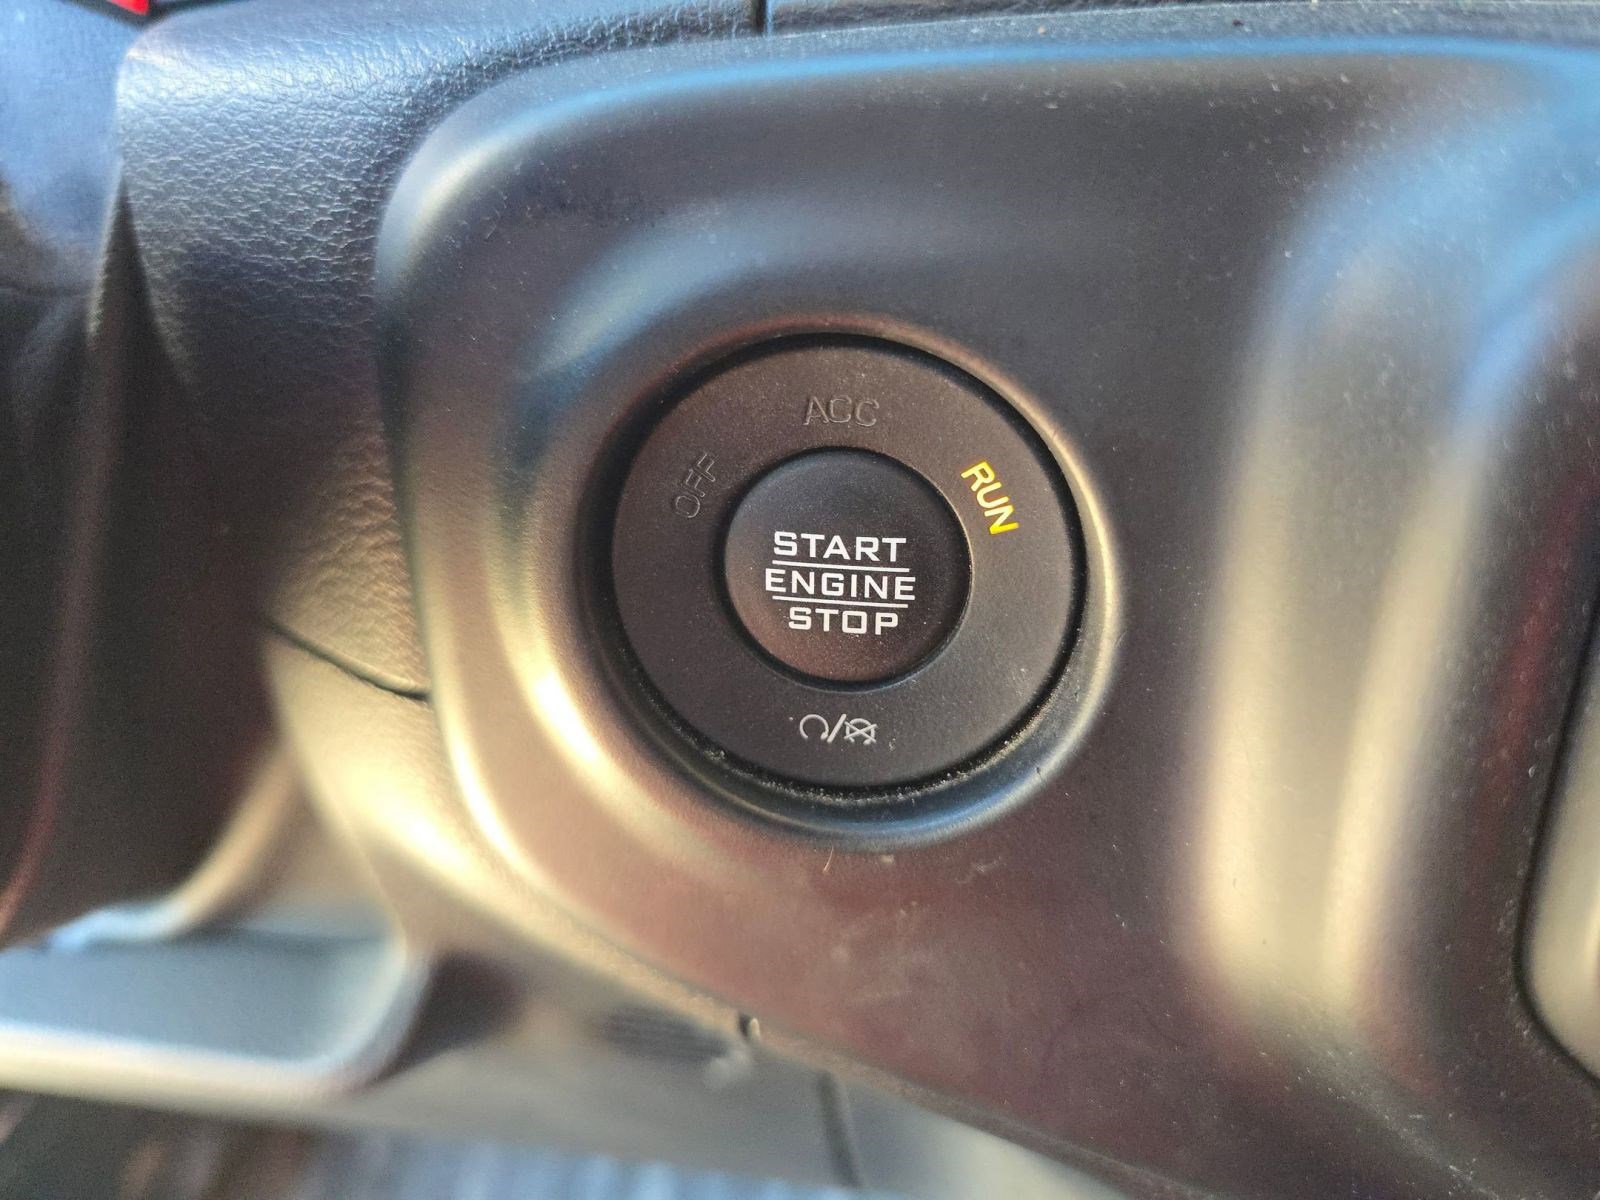 ACC
OFF
RUN
START
ENGINE
STOP